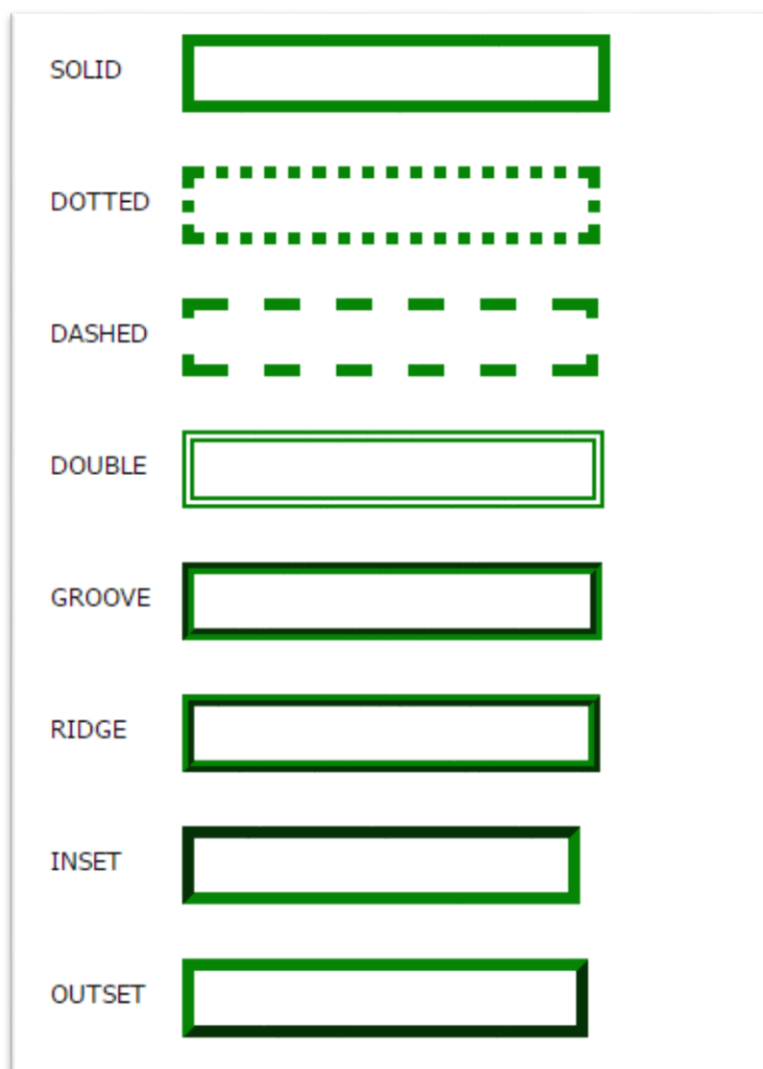 SOLID
DOTTED
DASHED
DOUBLE
GROOVE
RIDGE
INSET
OUTSET